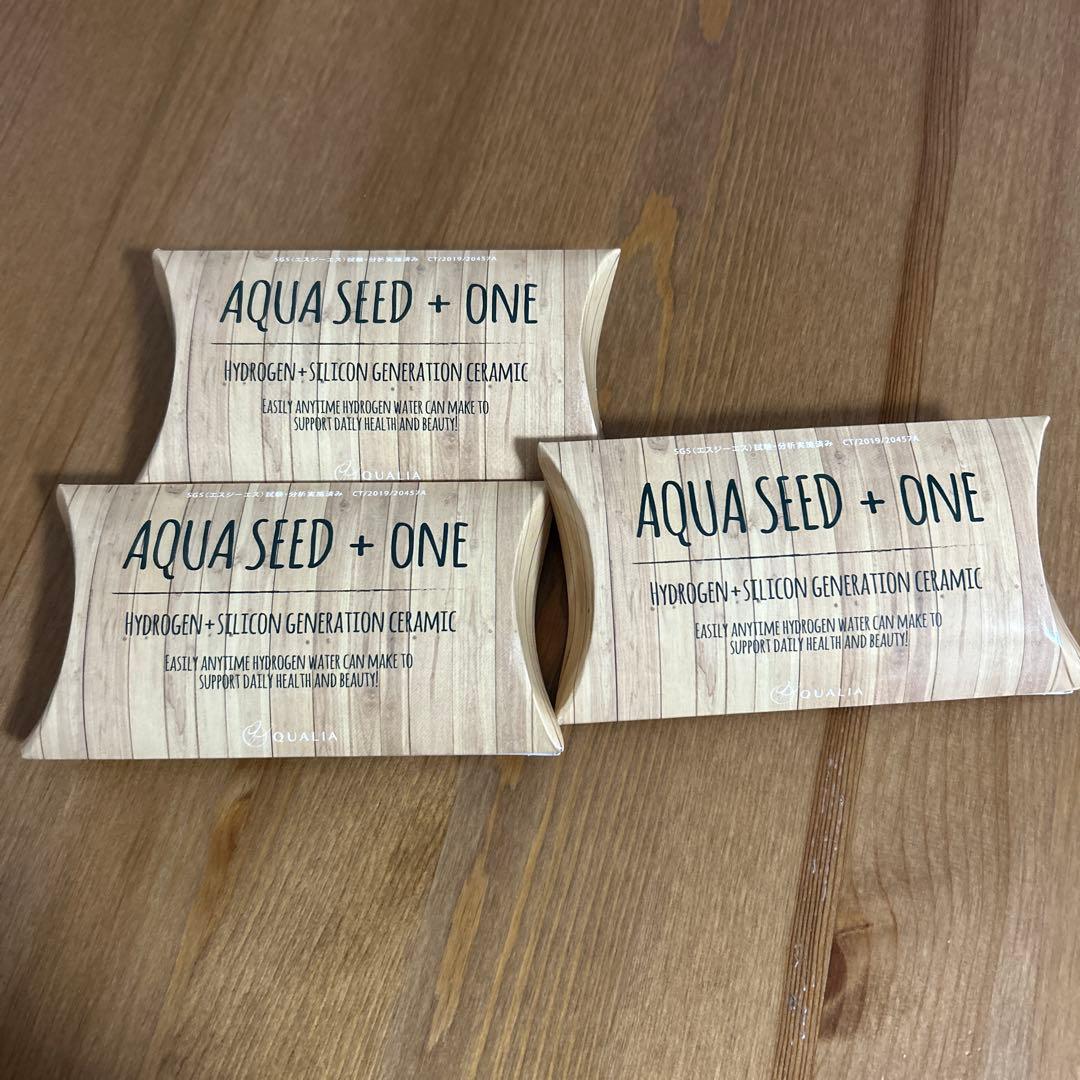 SGS(エスジーエス)試験・分析実施済み CT/2019/20457A
AQUA SEED + ONE
HYDROGEN+SILICON GENERATION CERAMIC
EASILY ANYTIME HYDROGEN WATER CAN MAKE TO
SUPPORT DAILY HEALTH AND BEAUTY!
QUALIA
SGS(エスジーエス)試験・分析実施済み CT/2019/20457A
AQUA SEED + ONE
HYDROGEN+SILICON GENERATION CERAMIC
EASILY ANYTIME HYDROGEN WATER CAN MAKE TO
SUPPORT DAILY HEALTH AND BEAUTY!
QUALIA
SGS(エスジーエス)試験・分析実施済み CT/2019/20457A
AQUA SEED + ONE
HYDROGEN+SILICON GENERATION CERAMIC
EASILY ANYTIME HYDROGEN WATER CAN MAKE TO
SUPPORT DAILY HEALTH AND BEAUTY!
QUALIA